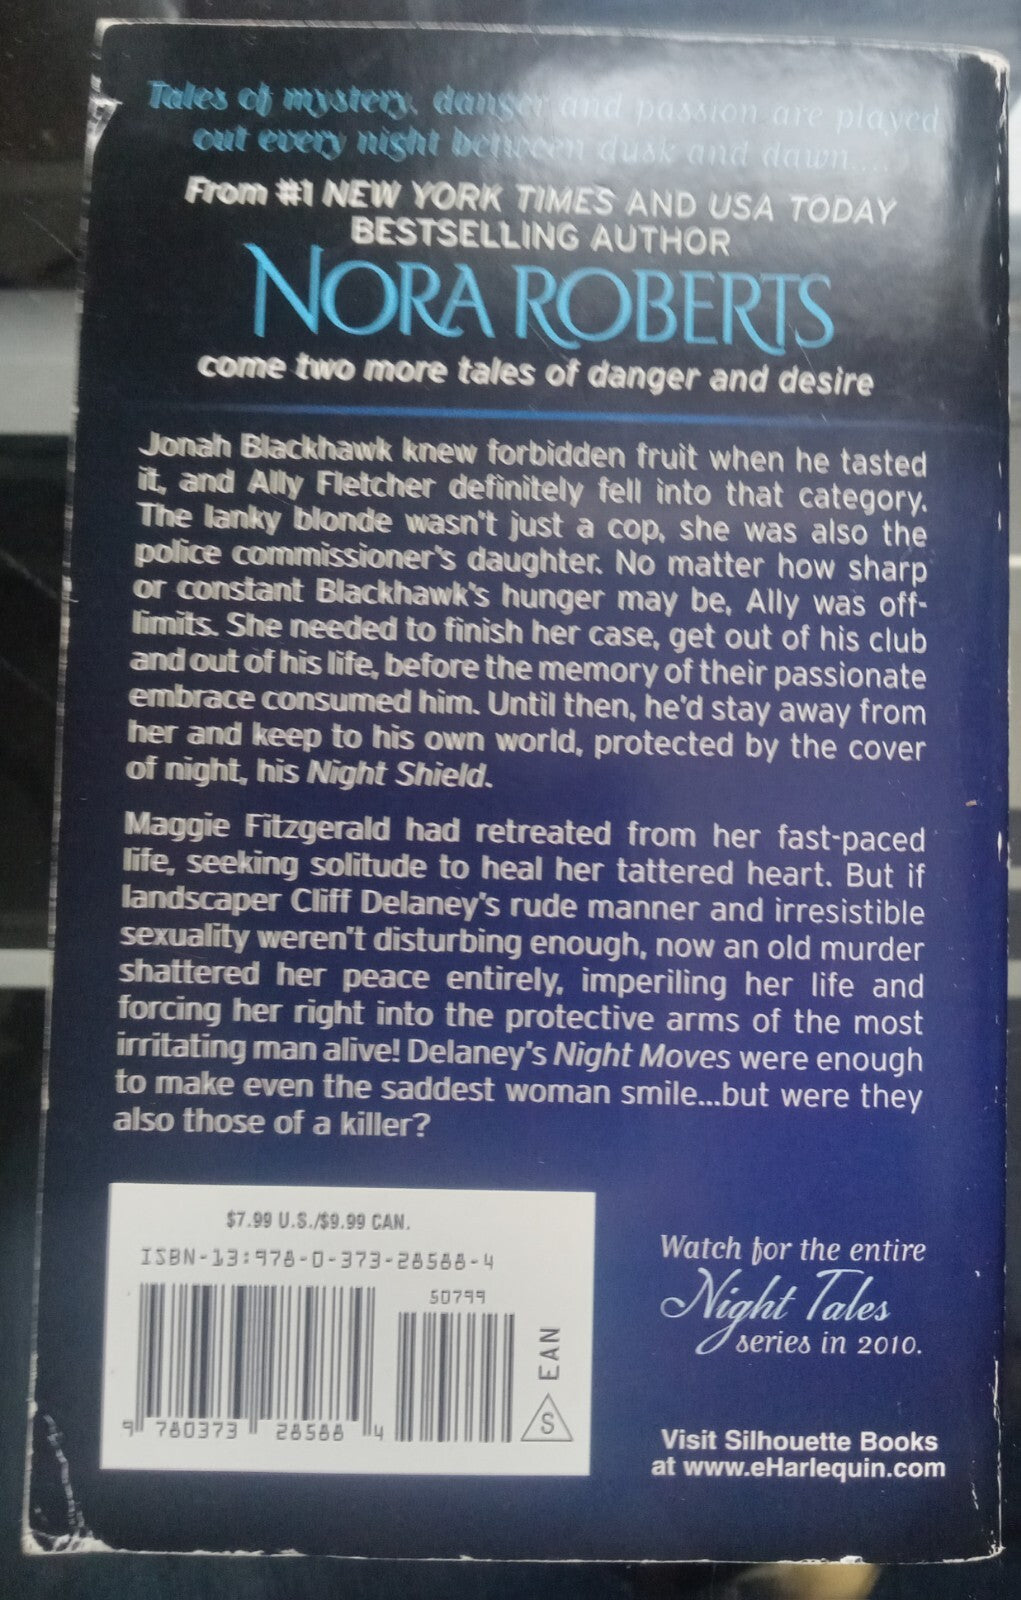 Tales of mystery, danger and passion are played
out every night between dusk and dawn....
From #1 NEW YORK TIMES AND USA TODAY
BESTSELLING AUTHOR
NORA ROBERTS
come two more tales of danger and desire
Jonah Blackhawk knew forbidden fruit when he tasted
it, and Ally Fletcher definitely fell into that category.
The lanky blonde wasn't just a cop, she was also the
police commissioner's daughter. No matter how sharp
or constant Blackhawk's hunger may be, Ally was off-
limits. She needed to finish her case, get out of his club
and out of his life, before the memory of their passionate
embrace consumed him. Until then, he'd stay away from
her and keep to his own world, protected by the cover
of night, his Night Shield.
Maggie Fitzgerald had retreated from her fast-paced
life, seeking solitude to heal her tattered heart. But if
landscaper Cliff Delaney's rude manner and irresistible
sexuality weren't disturbing enough, now an old murder
shattered her peace entirely, imperiling her life and
forcing her right into the protective arms of the most
irritating man alive! Delaney's Night Moves were enough
to make even the saddest woman smile...but were they
also those of a killer?
$7.99 U.S./$9.99 CAN.
ISBN-13:978-0-373-28588-4
50799
EAN
S
9 780373 28588 4
Watch for the entire
Night Tales
series in 2010.
Visit Silhouette Books
at www.eHarlequin.com